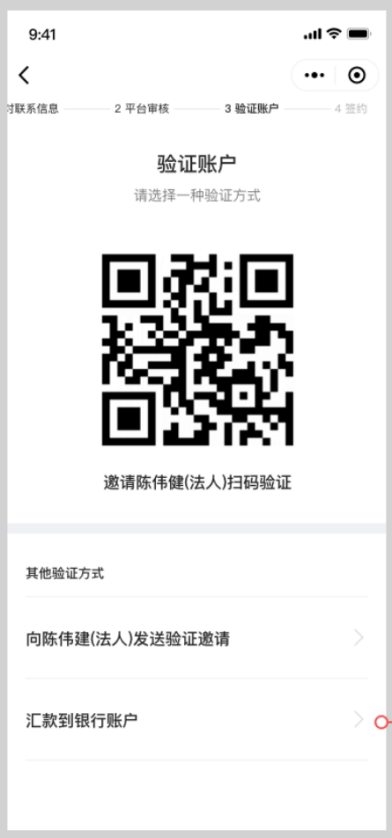 9:41
时联系信息 2 平台审核 3 验证账户 4 签约
验证账户
请选择一种验证方式
邀请陈伟健(法人)扫码验证
其他验证方式
向陈伟建(法人)发送验证邀请
汇款到银行账户